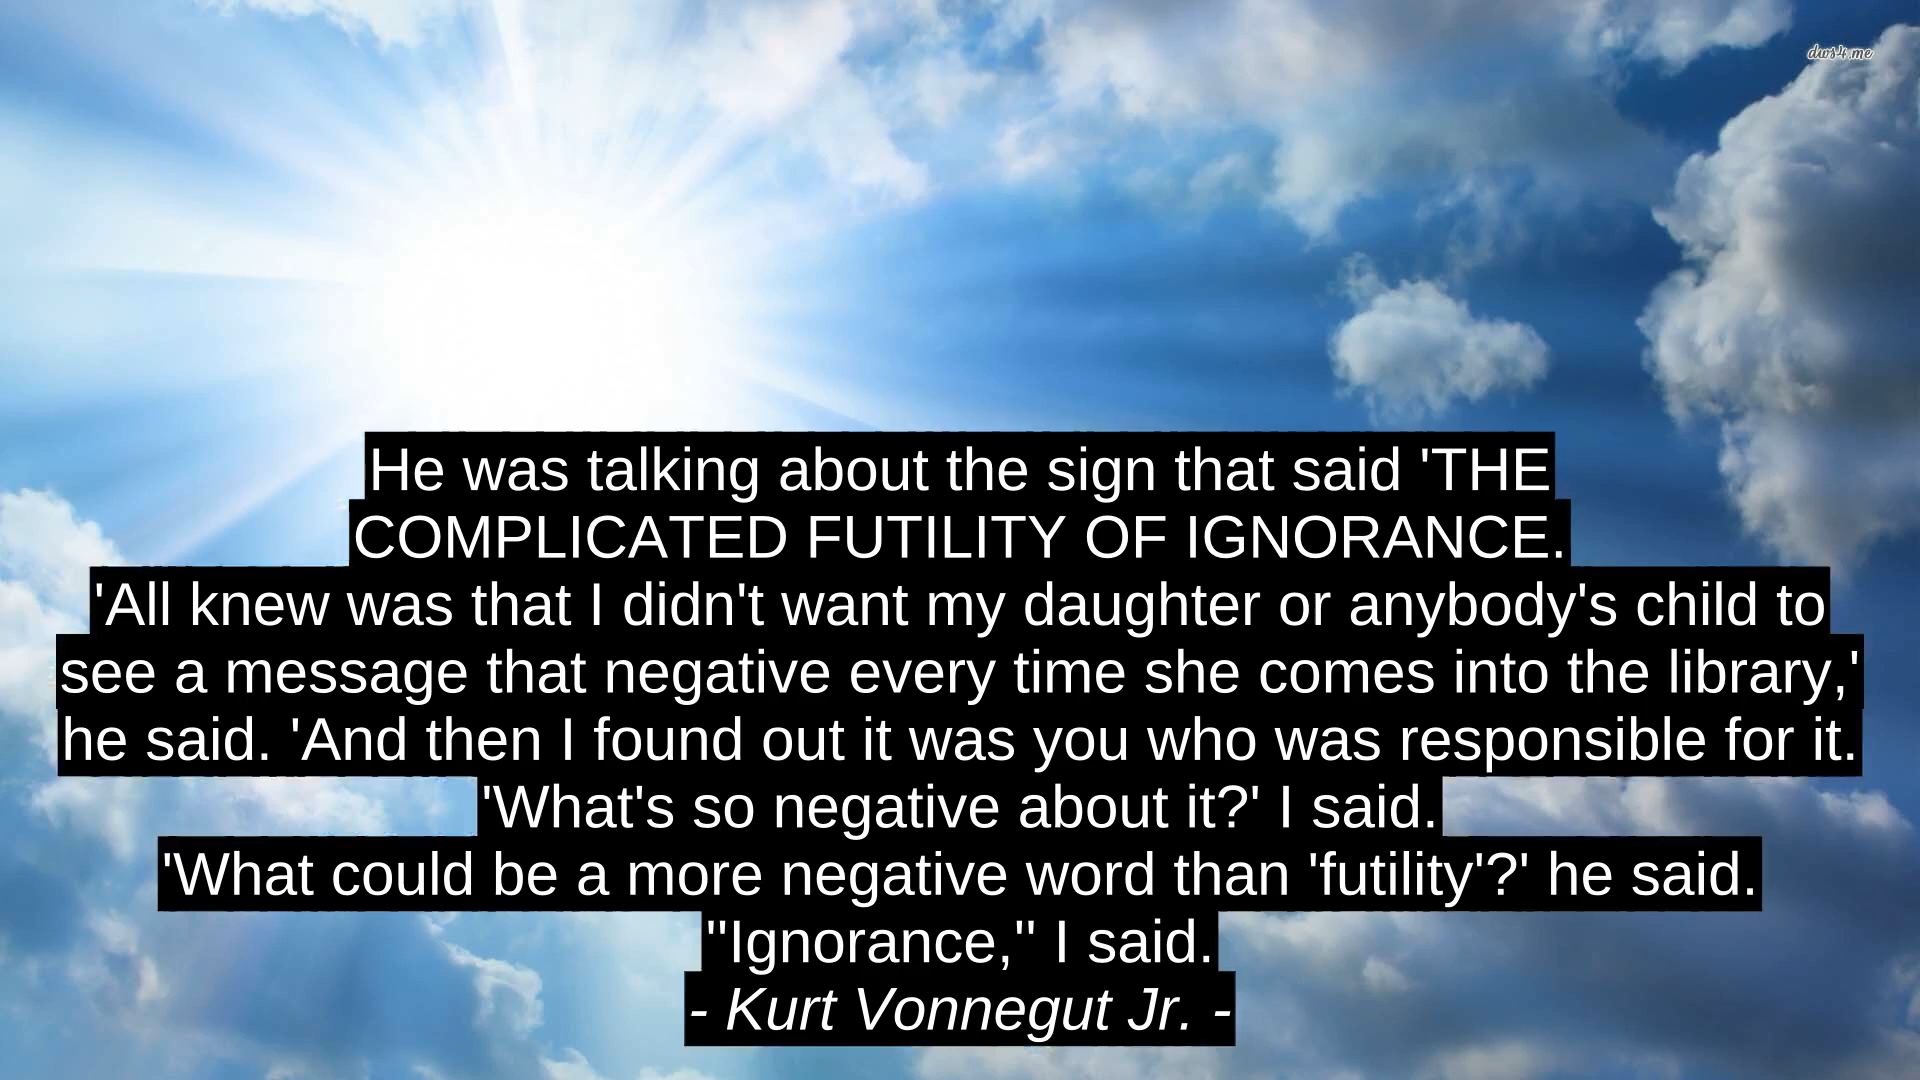 dws4.me
He was talking about the sign that said 'THE
COMPLICATED FUTILITY OF IGNORANCE.
'All knew was that I didn't want my daughter or anybody's child to
see a message that negative every time she comes into the library,'
he said. 'And then I found out it was you who was responsible for it.
'What's so negative about it?' I said.
'What could be a more negative word than 'futility'?' he said.
"Ignorance," I said.
- Kurt Vonnegut Jr. -